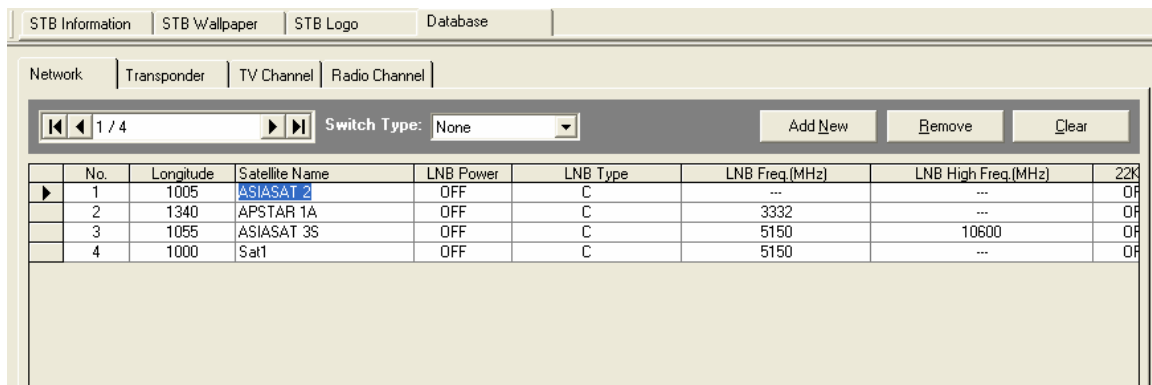 STB Information STB Wallpaper STB Logo Database
Network Transponder TV Channel Radio Channel
1 / 4 Switch Type: None Add New Remove Clear
No. Longitude Satellite Name LNB Power LNB Type LNB Freq.(MHz) LNB High Freq.(MHz) 22K
1 1005 ASIASAT 2 OFF C --- ---
2 1340 APSTAR 1A OFF C 3332 ---
3 1055 ASIASAT 3S OFF C 5150 10600
4 1000 Sat1 OFF C 5150 ---